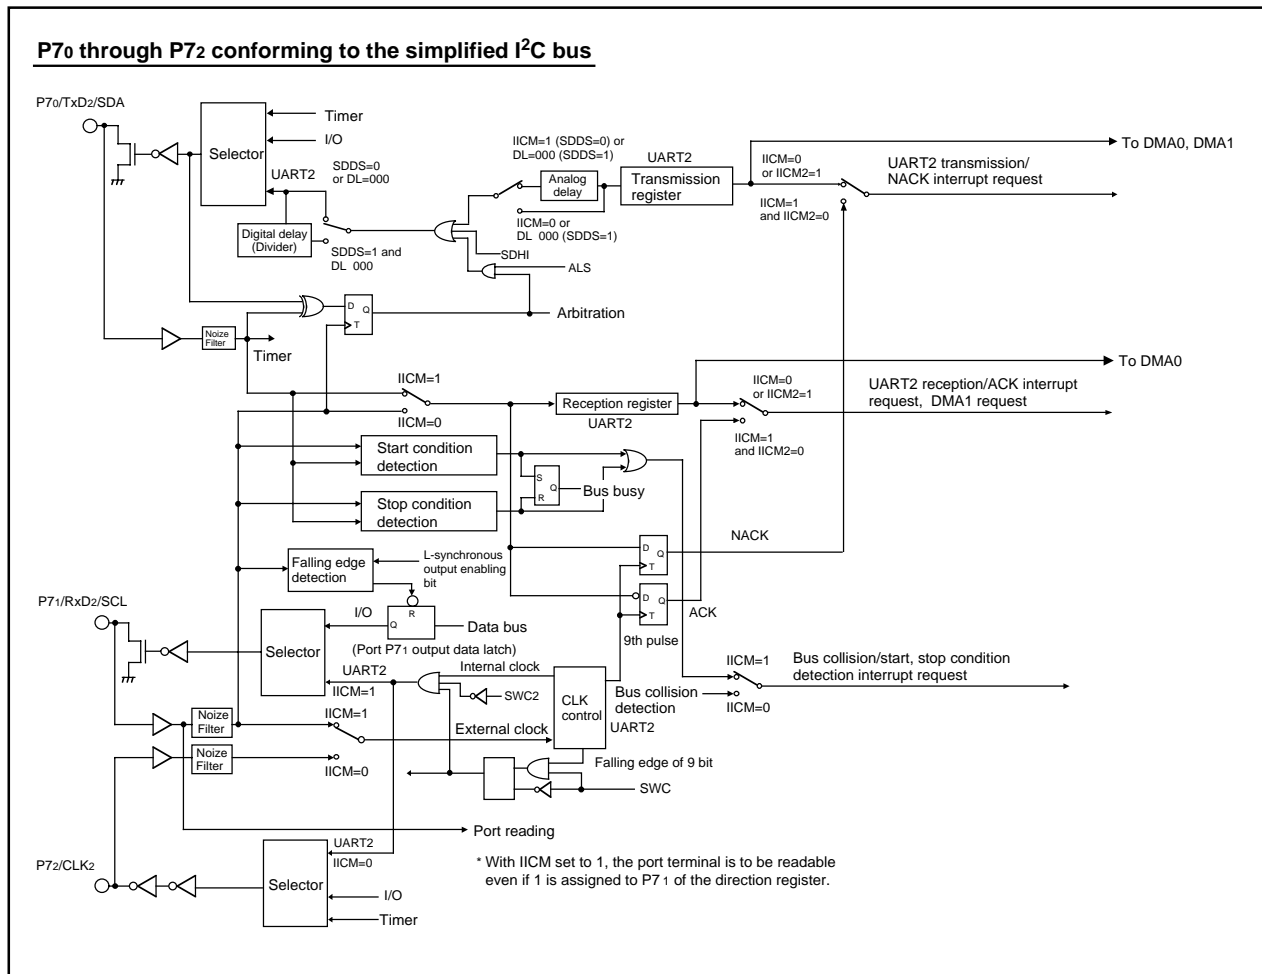 P70 through P72 conforming to the simplified I2C bus
P70/TxD2/SDA
Selector
Timer
I/O
UART2
SDDS=0
or DL=000
Digital delay
(Divider)
SDDS=1 and
DL 000
IICM=1 (SDDS=0) or
DL=000 (SDDS=1)
Analog
delay
IICM=0 or
DL 000 (SDDS=1)
UART2
Transmission
register
SDHI
ALS
To DMA0, DMA1
IICM=0
or IICM2=1
UART2 transmission/
NACK interrupt request
IICM=1
and IICM2=0
D
Q
T
Arbitration
Noize
Filter
Timer
To DMA0
IICM=1
IICM=0
Reception register
UART2
IICM=0
or IICM2=1
UART2 reception/ACK interrupt
request, DMA1 request
IICM=1
and IICM2=0
Start condition
detection
S
Q
R
Bus busy
Stop condition
detection
NACK
D
Q
T
Falling edge
detection
L-synchronous
output enabling
bit
D
Q
T
ACK
9th pulse
P71/RxD2/SCL
I/O
R
Q
Data bus
(Port P71 output data latch)
Selector
UART2
IICM=1
Internal clock
SWC2
CLK
control
UART2
Bus collision
detection
IICM=1
IICM=0
Bus collision/start, stop condition
detection interrupt request
Noize
Filter
IICM=1
External clock
Noize
Filter
IICM=0
Falling edge of 9 bit
SWC
Port reading
P72/CLK2
UART2
IICM=0
Selector
I/O
Timer
* With IICM set to 1, the port terminal is to be readable
even if 1 is assigned to P71 of the direction register.